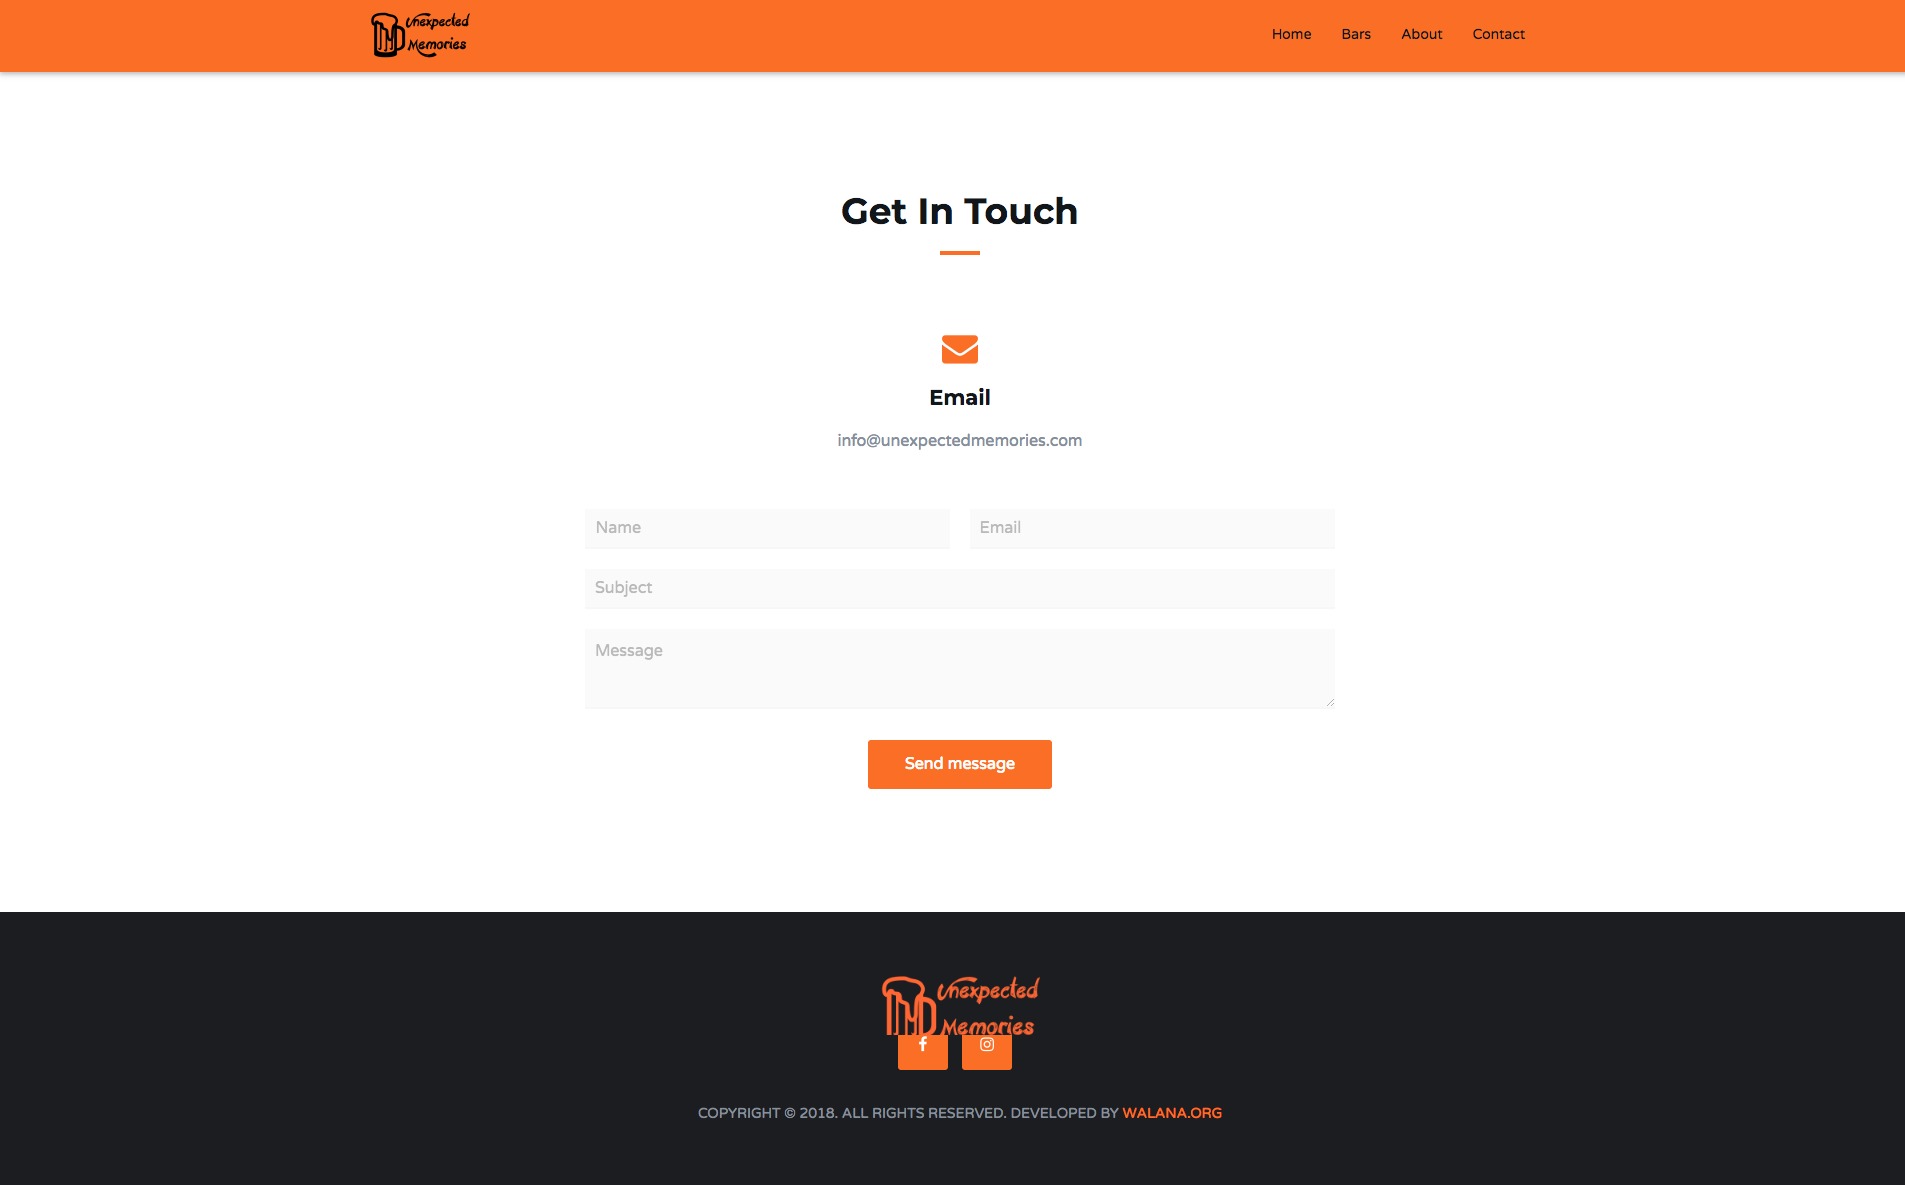 Unexpected
Memories
Home
Bars
About
Contact
Get In Touch
Email
info@unexpectedmemories.com
Name
Email
Subject
Message
Send message
Unexpected
Memories
COPYRIGHT © 2018. ALL RIGHTS RESERVED. DEVELOPED BY WALANA.ORG